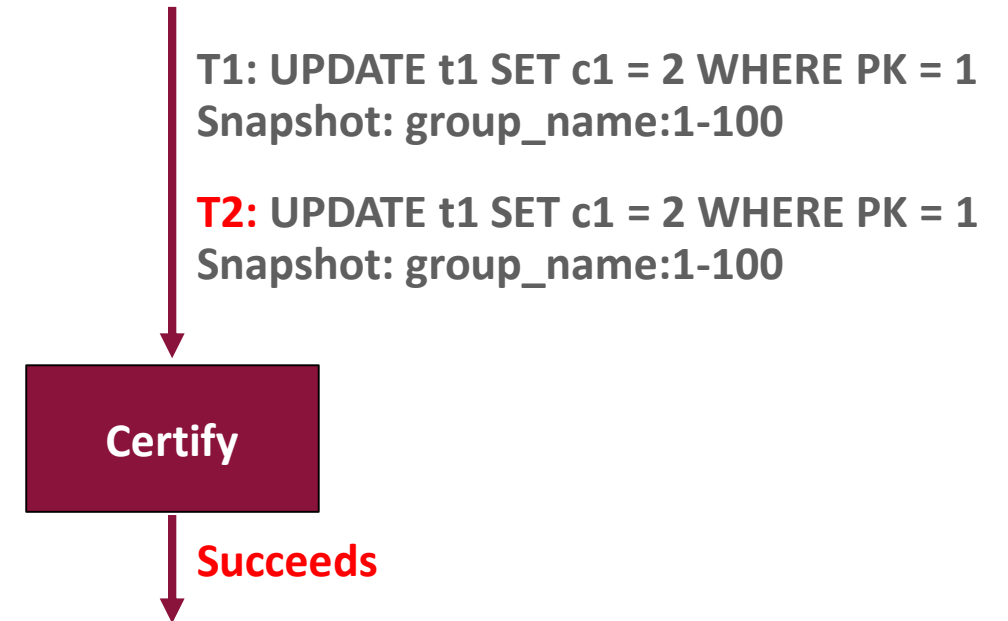 T1: UPDATE t1 SET c1 = 2 WHERE PK = 1
Snapshot: group_name:1-100
T2: UPDATE t1 SET c1 = 2 WHERE PK = 1
Snapshot: group_name:1-100
Certify
Succeeds